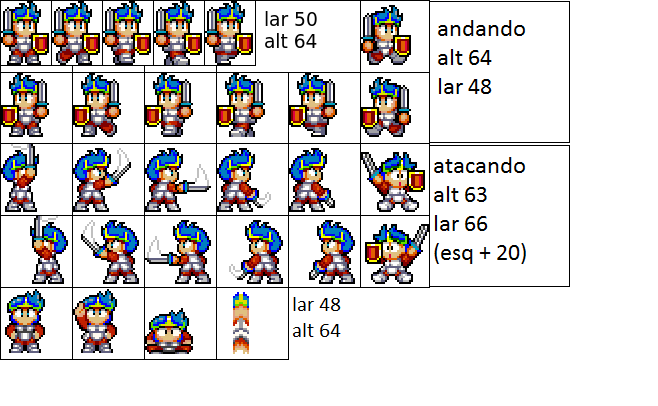 lar 50
alt 64
andando
alt 64
lar 48
atacando
alt 63
lar 66
(esq + 20)
lar 48
alt 64